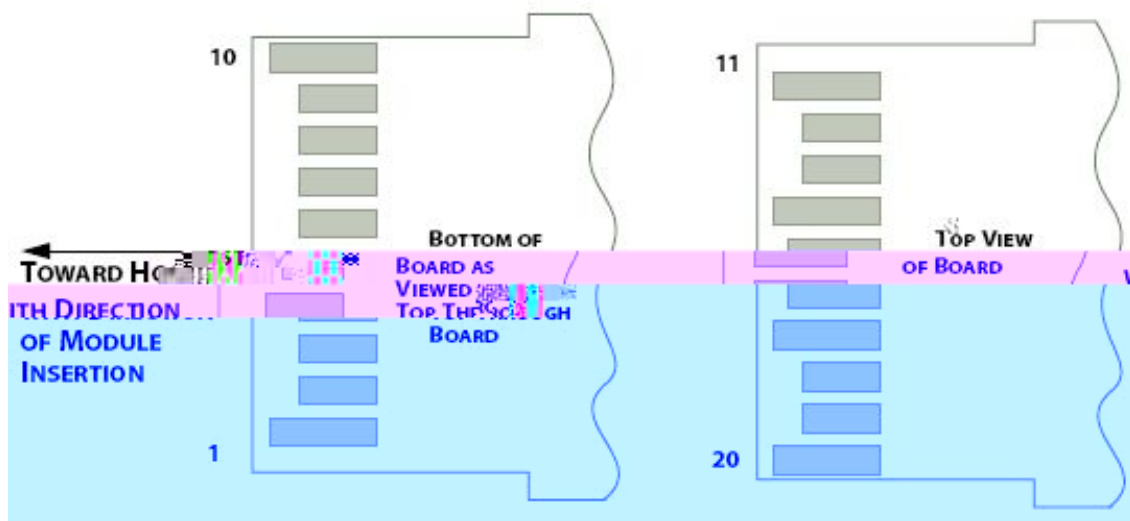 10
11
TOWARD
ITH DIRECTION
OF MODULE
INSERTION
BOTTOM OF
BOARD AS
VIEWED
TOP
BOARD
TOP VIEW
OF BOARD
1
20